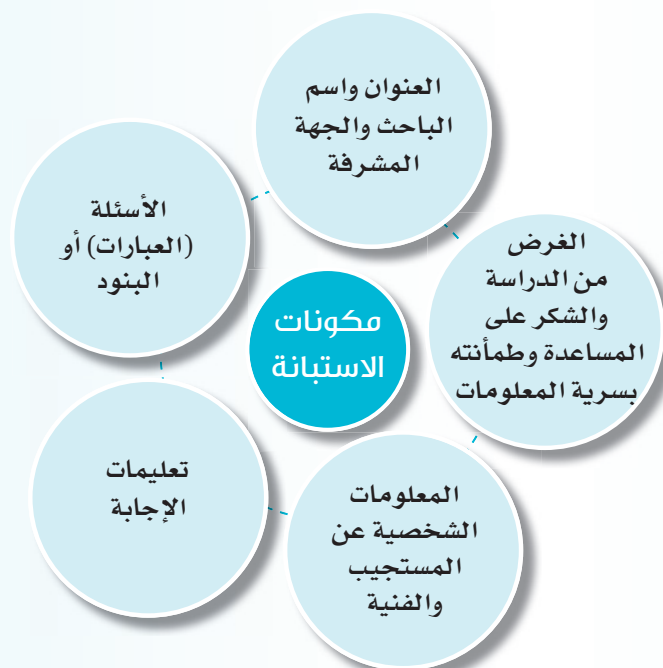 العنوان واسم
الباحث والجهة
المشرفة
الغرض
من الدراسة
والشكر على
المساعدة وطمأنته
بسرية المعلومات
المعلومات
الشخصية عن
المستجيب
والفنية
تعليمات
الإجابة
الأسئلة
(العبارات) أو
البنود
مكونات
الاستبانة